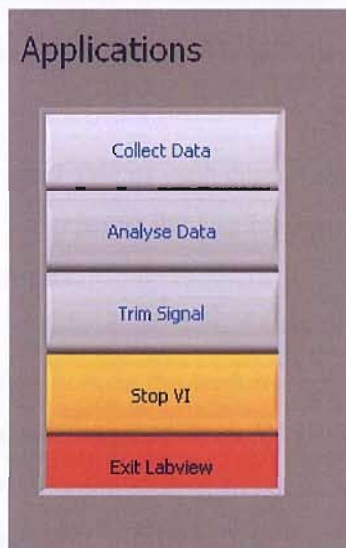 Applications
Collect Data
Analyse Data
Trim Signal
Stop VI
Exit Labview